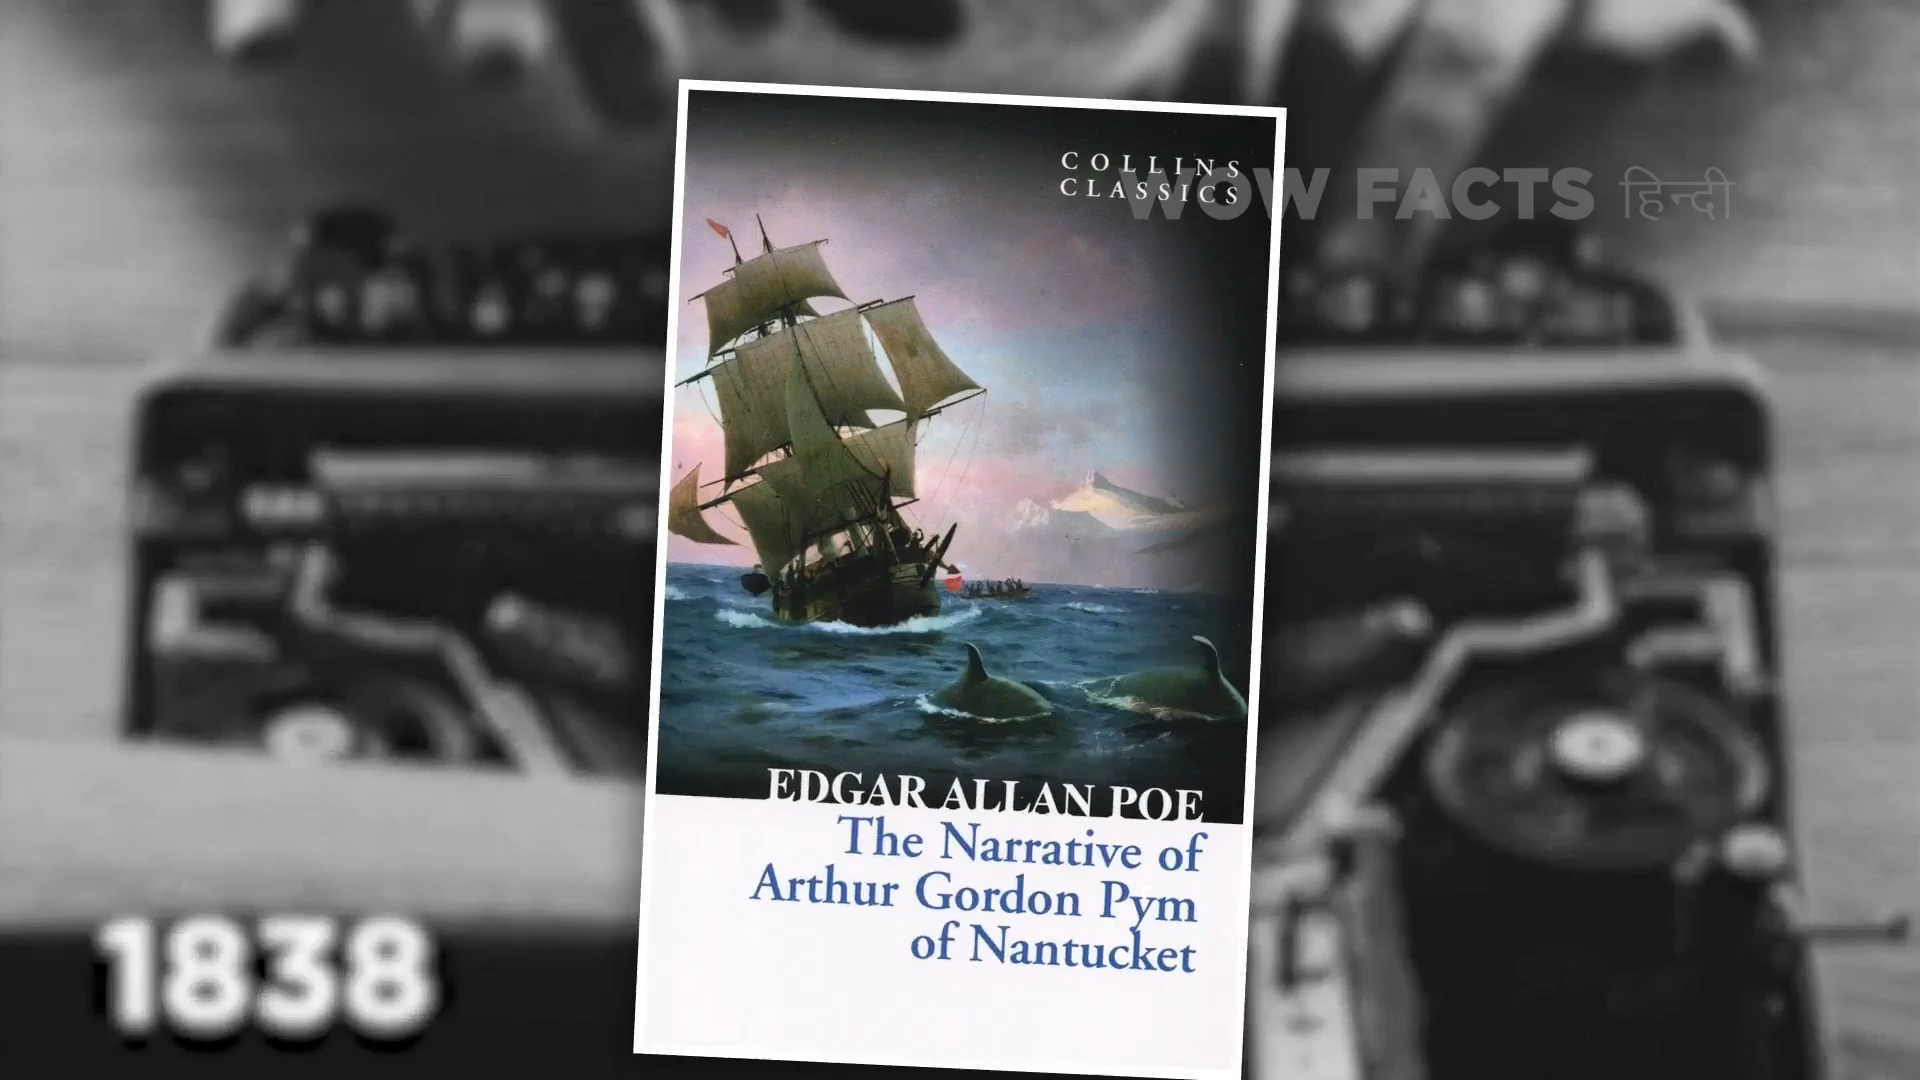 COLLINS
CLASSICS
WOW FACTS हिन्दी
EDGAR ALLAN POE
The Narrative of
Arthur Gordon Pym
of Nantucket
1838